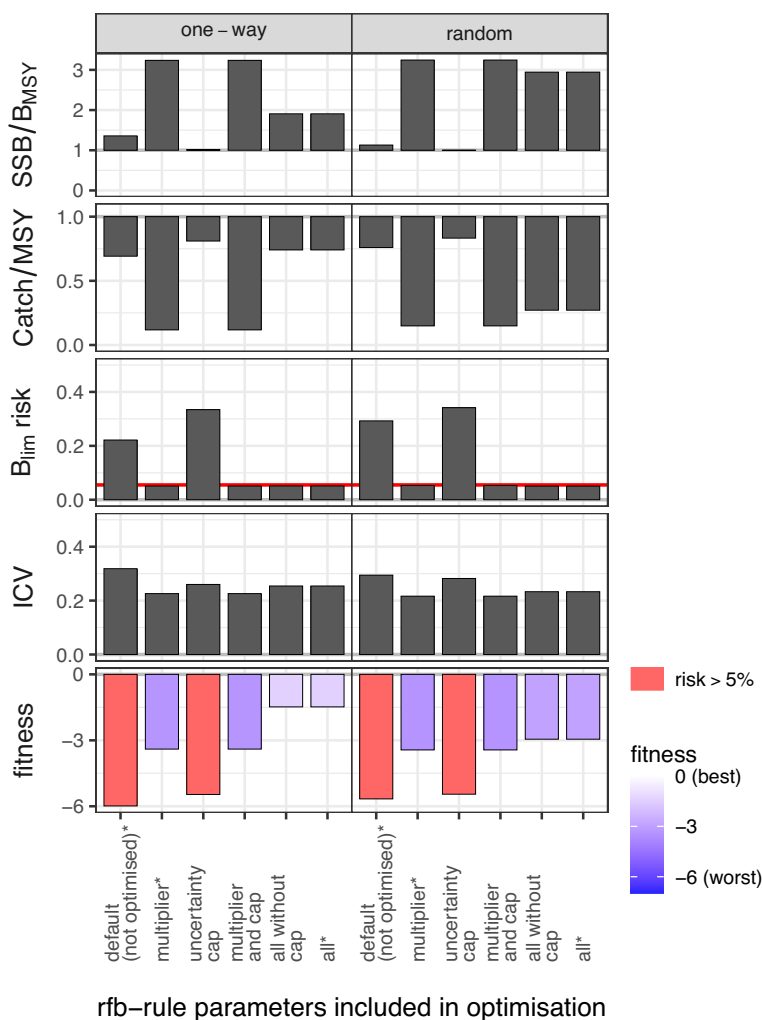 one − way
random
SSB/BMSY
3
2
1
0
Catch/MSY
1.0
0.5
0.0
Blim risk
0.4
0.2
0.0
ICV
0.4
0.2
0.0
fitness
0
−3
−6
risk > 5%
fitness
0 (best)
−3
−6 (worst)
default
(not optimised)*
multiplier*
uncertainty
cap
multiplier
and cap
all without
cap
all*
default
(not optimised)*
multiplier*
uncertainty
cap
multiplier
and cap
all without
cap
all*
rfb−rule parameters included in optimisation